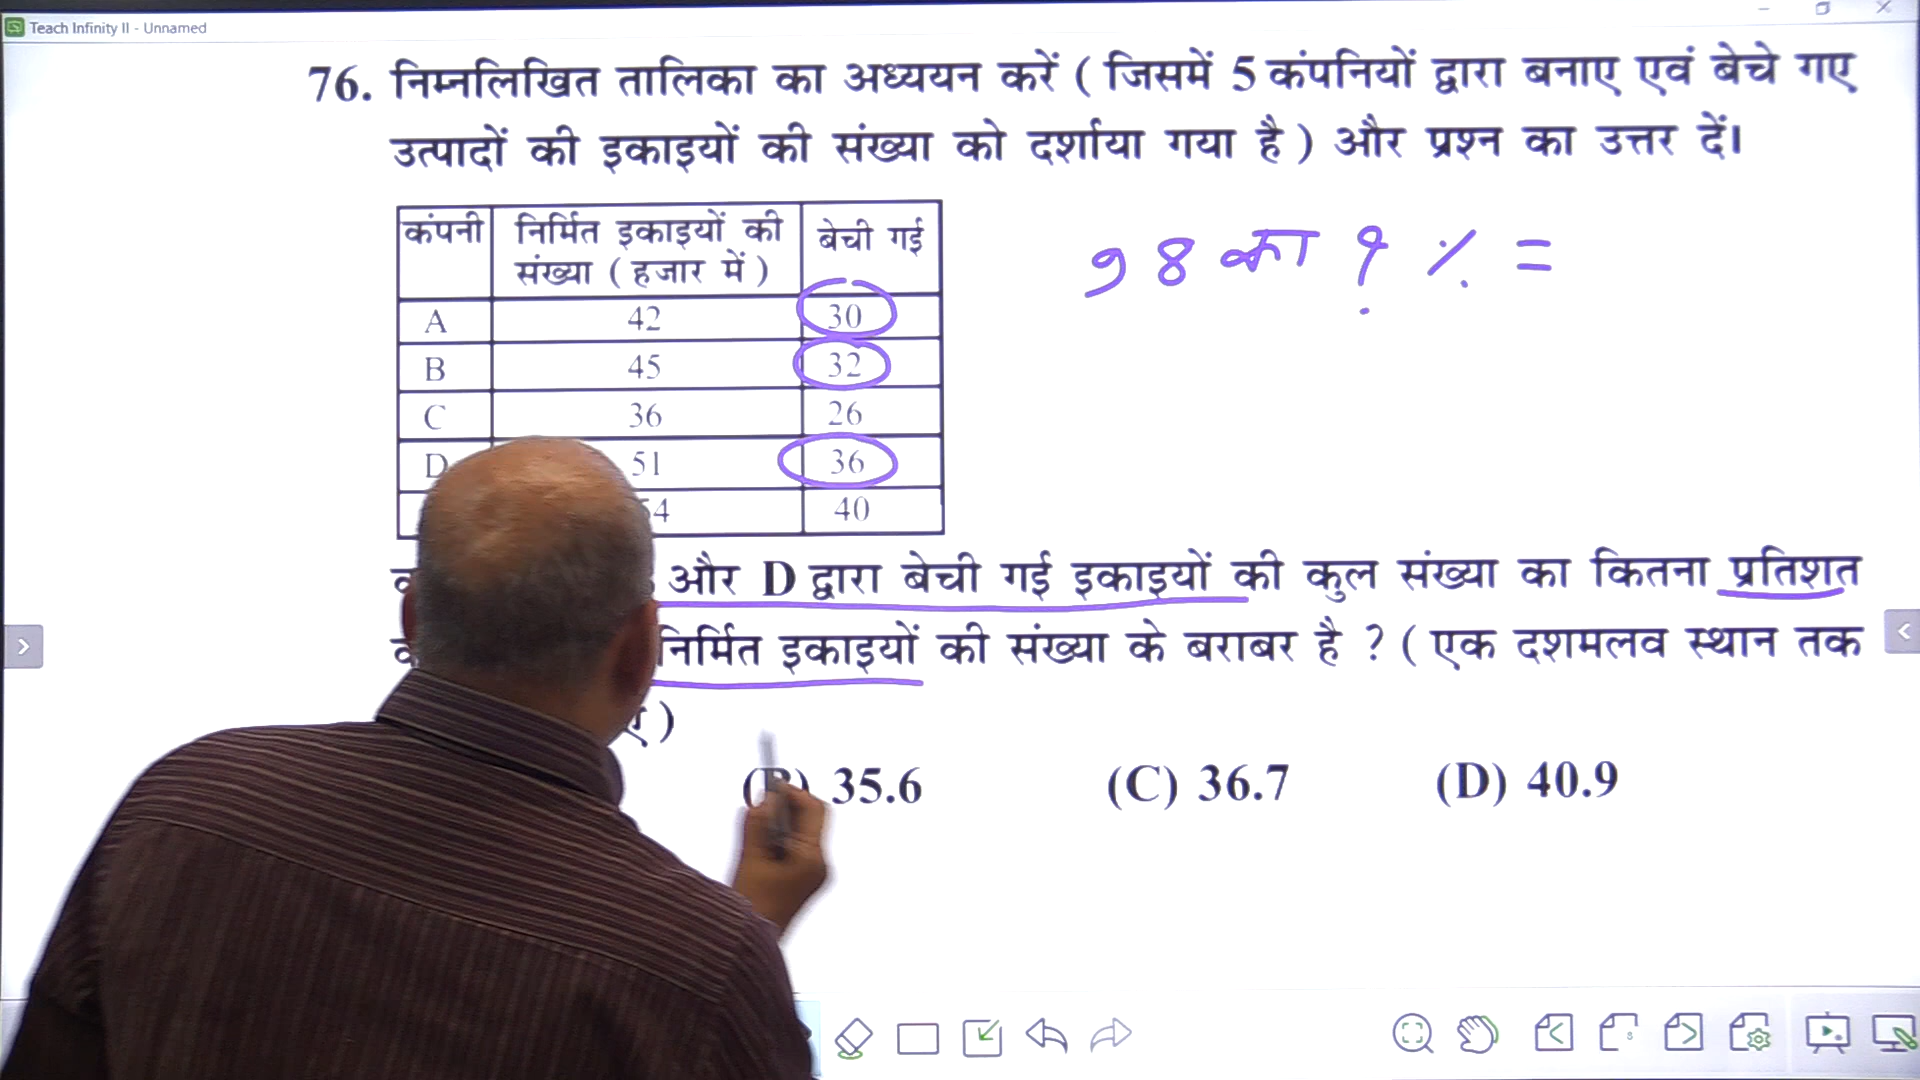 Teach Infinity II - Unnamed
76. निम्नलिखित तालिका का अध्ययन करें ( जिसमें 5 कंपनियों द्वारा बनाए एवं बेचे गए
उत्पादों की इकाइयों की संख्या को दर्शाया गया है ) और प्रश्न का उत्तर दें।
कंपनी निर्मित इकाइयों की संख्या ( हजार में ) बेची गई
A 42 30
B 45 32
C 36 26
D 51 36
40
98 का ? % =
और D द्वारा बेची गई इकाइयों की कुल संख्या का कितना प्रतिशत
निर्मित इकाइयों की संख्या के बराबर है ? ( एक दशमलव स्थान तक
(B) 35.6 (C) 36.7 (D) 40.9